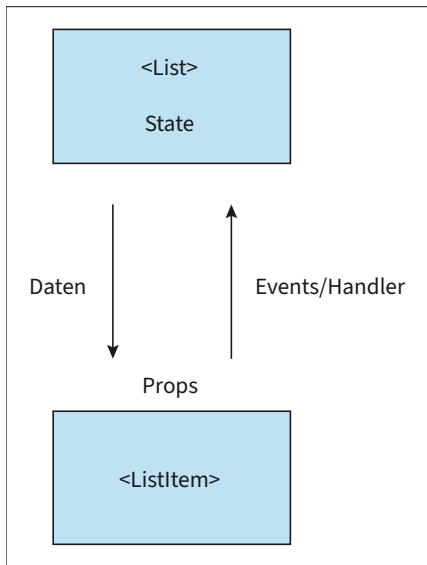 <List>
State
Daten
Events/Handler
Props
<ListItem>